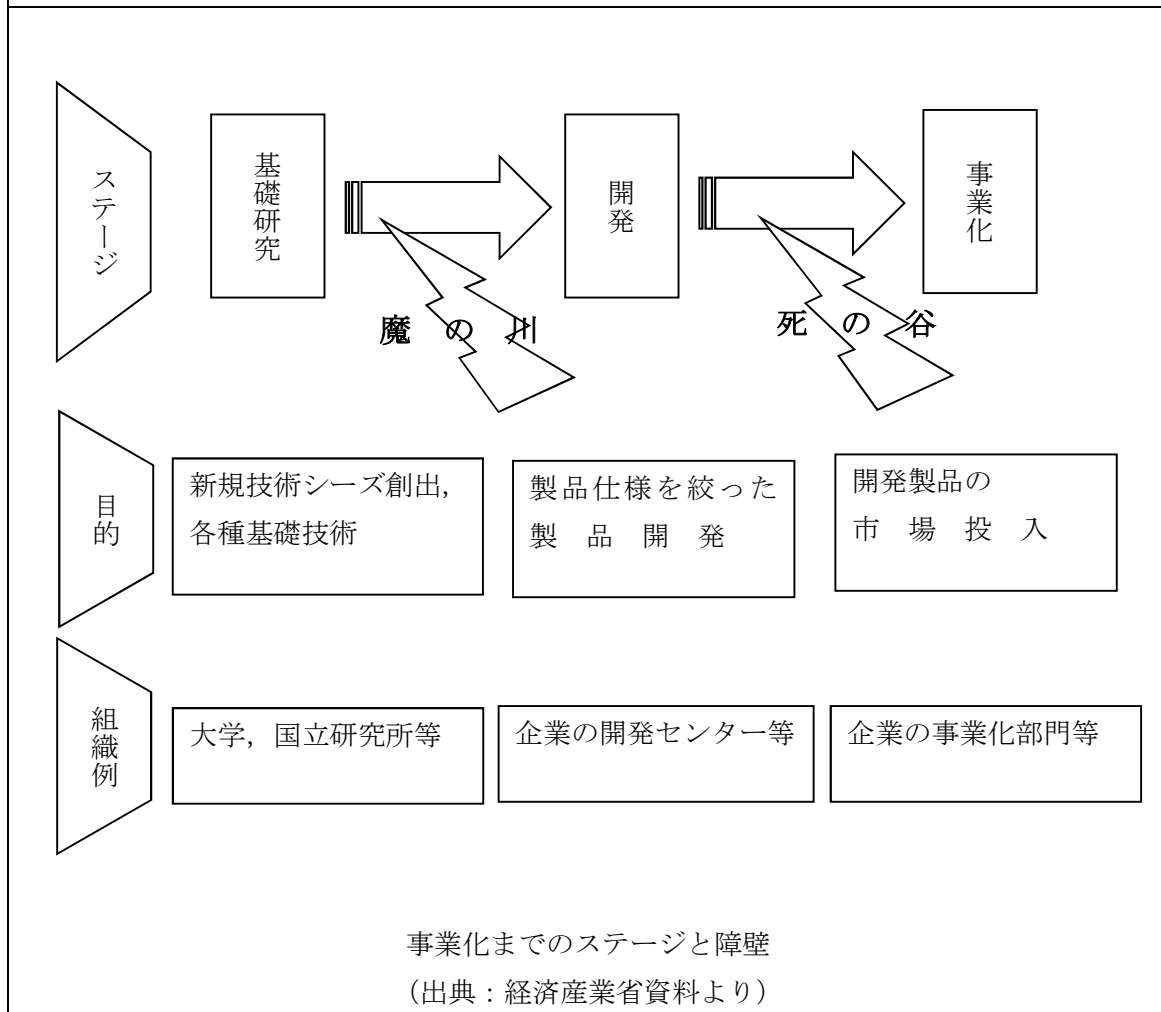 ステージ
基礎研究
開発
事業化
魔の川
死の谷
目的
新規技術シーズ創出,
各種基礎技術
製品仕様を絞った
製品開発
開発製品の
市場投入
組織例
大学，国立研究所等
企業の開発センター等
企業の事業化部門等
事業化までのステージと障壁
（出典：経済産業省資料より）